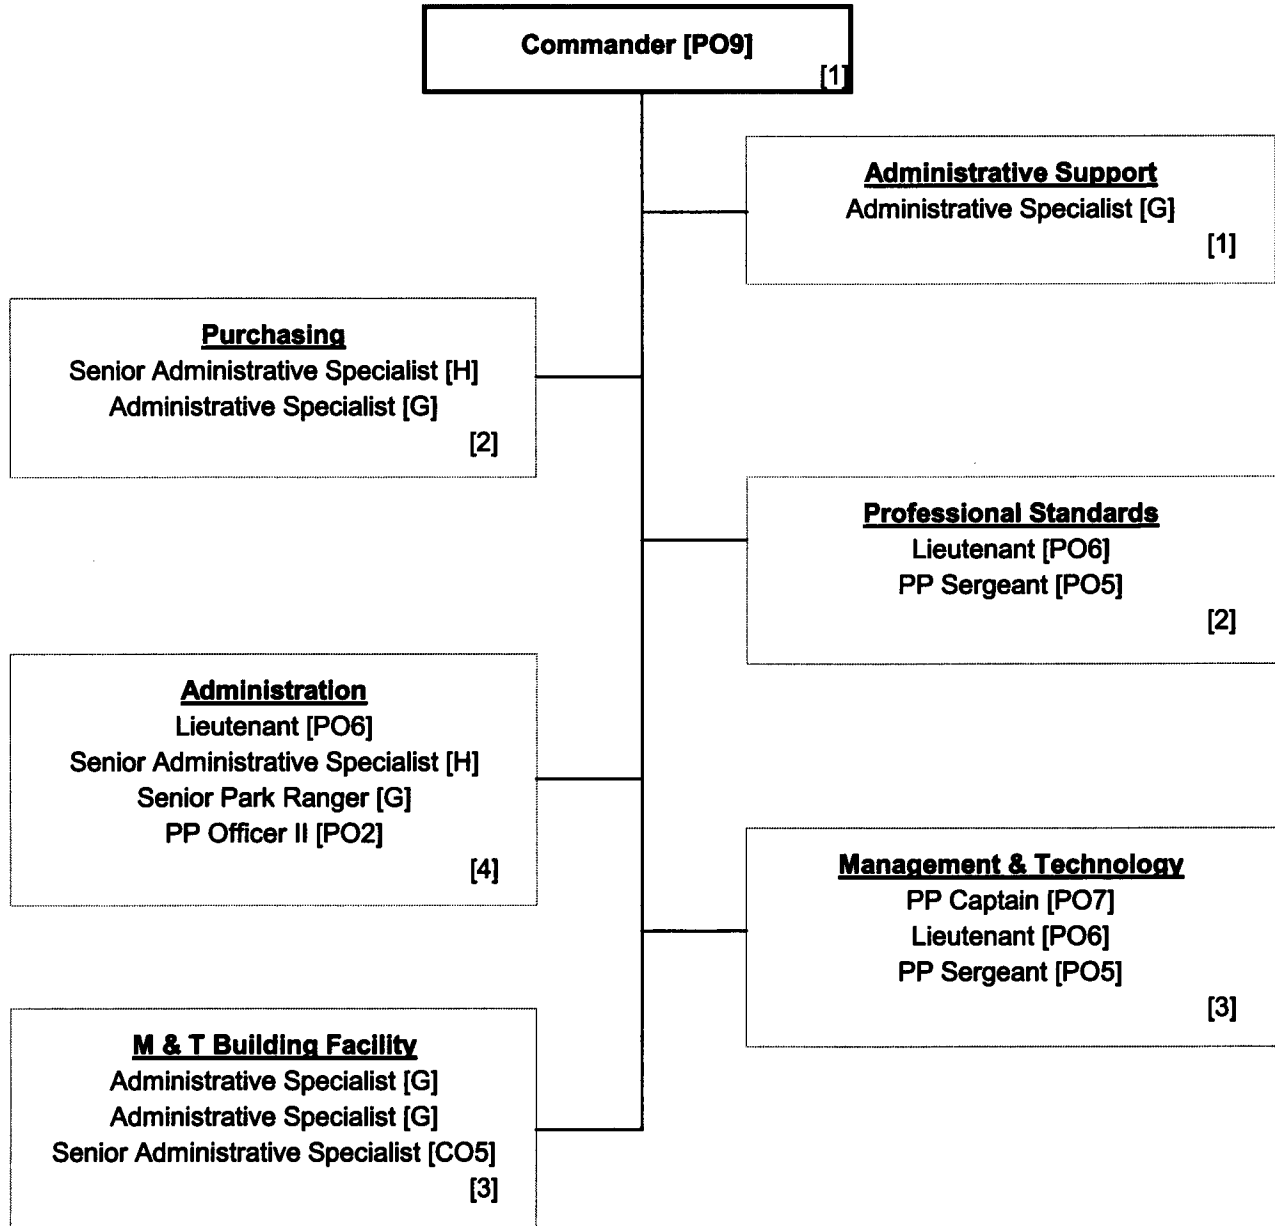 Commander [PO9]
[1]
Administrative Support
Administrative Specialist [G]
[1]
Purchasing
Senior Administrative Specialist [H]
Administrative Specialist [G]
[2]
Professional Standards
Lieutenant [PO6]
PP Sergeant [PO5]
[2]
Administration
Lieutenant [PO6]
Senior Administrative Specialist [H]
Senior Park Ranger [G]
PP Officer II [PO2]
[4]
Management & Technology
PP Captain [PO7]
Lieutenant [PO6]
PP Sergeant [PO5]
[3]
M & T Building Facility
Administrative Specialist [G]
Administrative Specialist [G]
Senior Administrative Specialist [CO5]
[3]